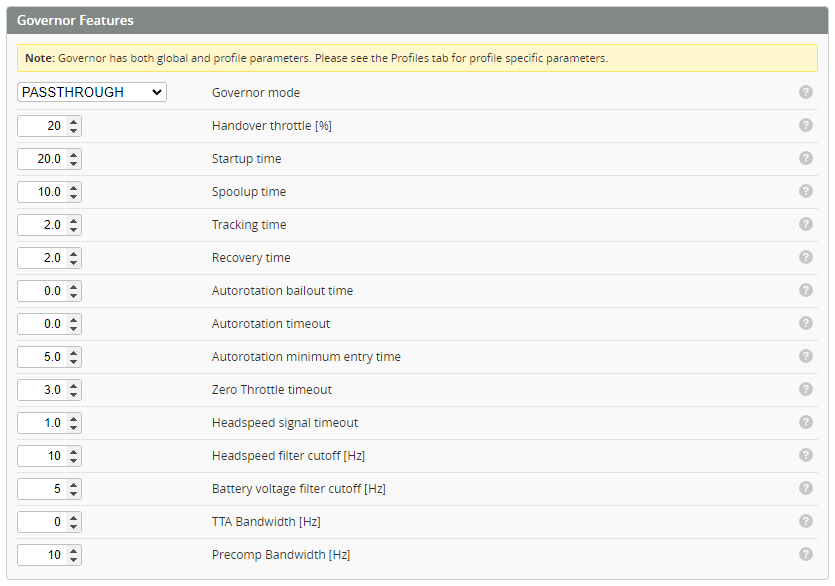 Governor Features
Note: Governor has both global and profile parameters. Please see the Profiles tab for profile specific parameters.
PASSTHROUGH Governor mode ?
20 Handover throttle [%] ?
20.0 Startup time ?
10.0 Spoolup time ?
2.0 Tracking time ?
2.0 Recovery time ?
0.0 Autorotation bailout time ?
0.0 Autorotation timeout ?
5.0 Autorotation minimum entry time ?
3.0 Zero Throttle timeout ?
1.0 Headspeed signal timeout ?
10 Headspeed filter cutoff [Hz] ?
5 Battery voltage filter cutoff [Hz] ?
0 TTA Bandwidth [Hz] ?
10 Precomp Bandwidth [Hz] ?